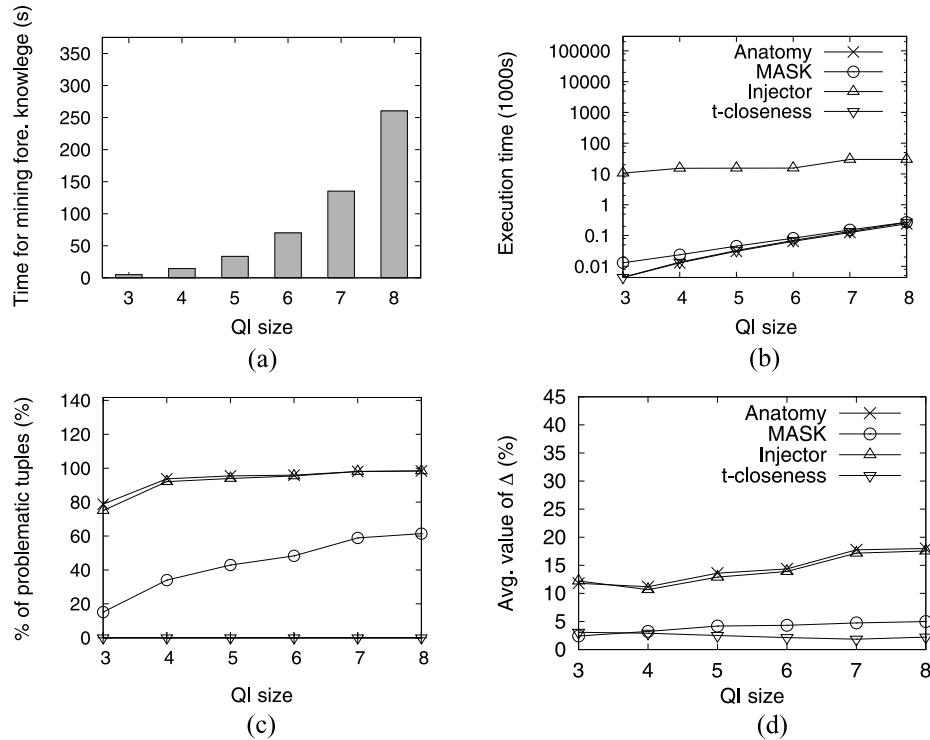 Time for mining fore. knowlege (s)
350
300
250
200
150
100
50
0
3 4 5 6 7 8
QI size
(a)
Execution time (1000s)
100000
10000
1000
100
10
1
0.1
0.01
Anatomy
MASK
Injector
t-closeness
3 4 5 6 7 8
QI size
(b)
% of problematic tuples (%)
140
120
100
80
60
40
20
0
3 4 5 6 7 8
QI size
(c)
Avg. value of Δ (%)
45
40
35
30
25
20
15
10
5
0
Anatomy
MASK
Injector
t-closeness
3 4 5 6 7 8
QI size
(d)